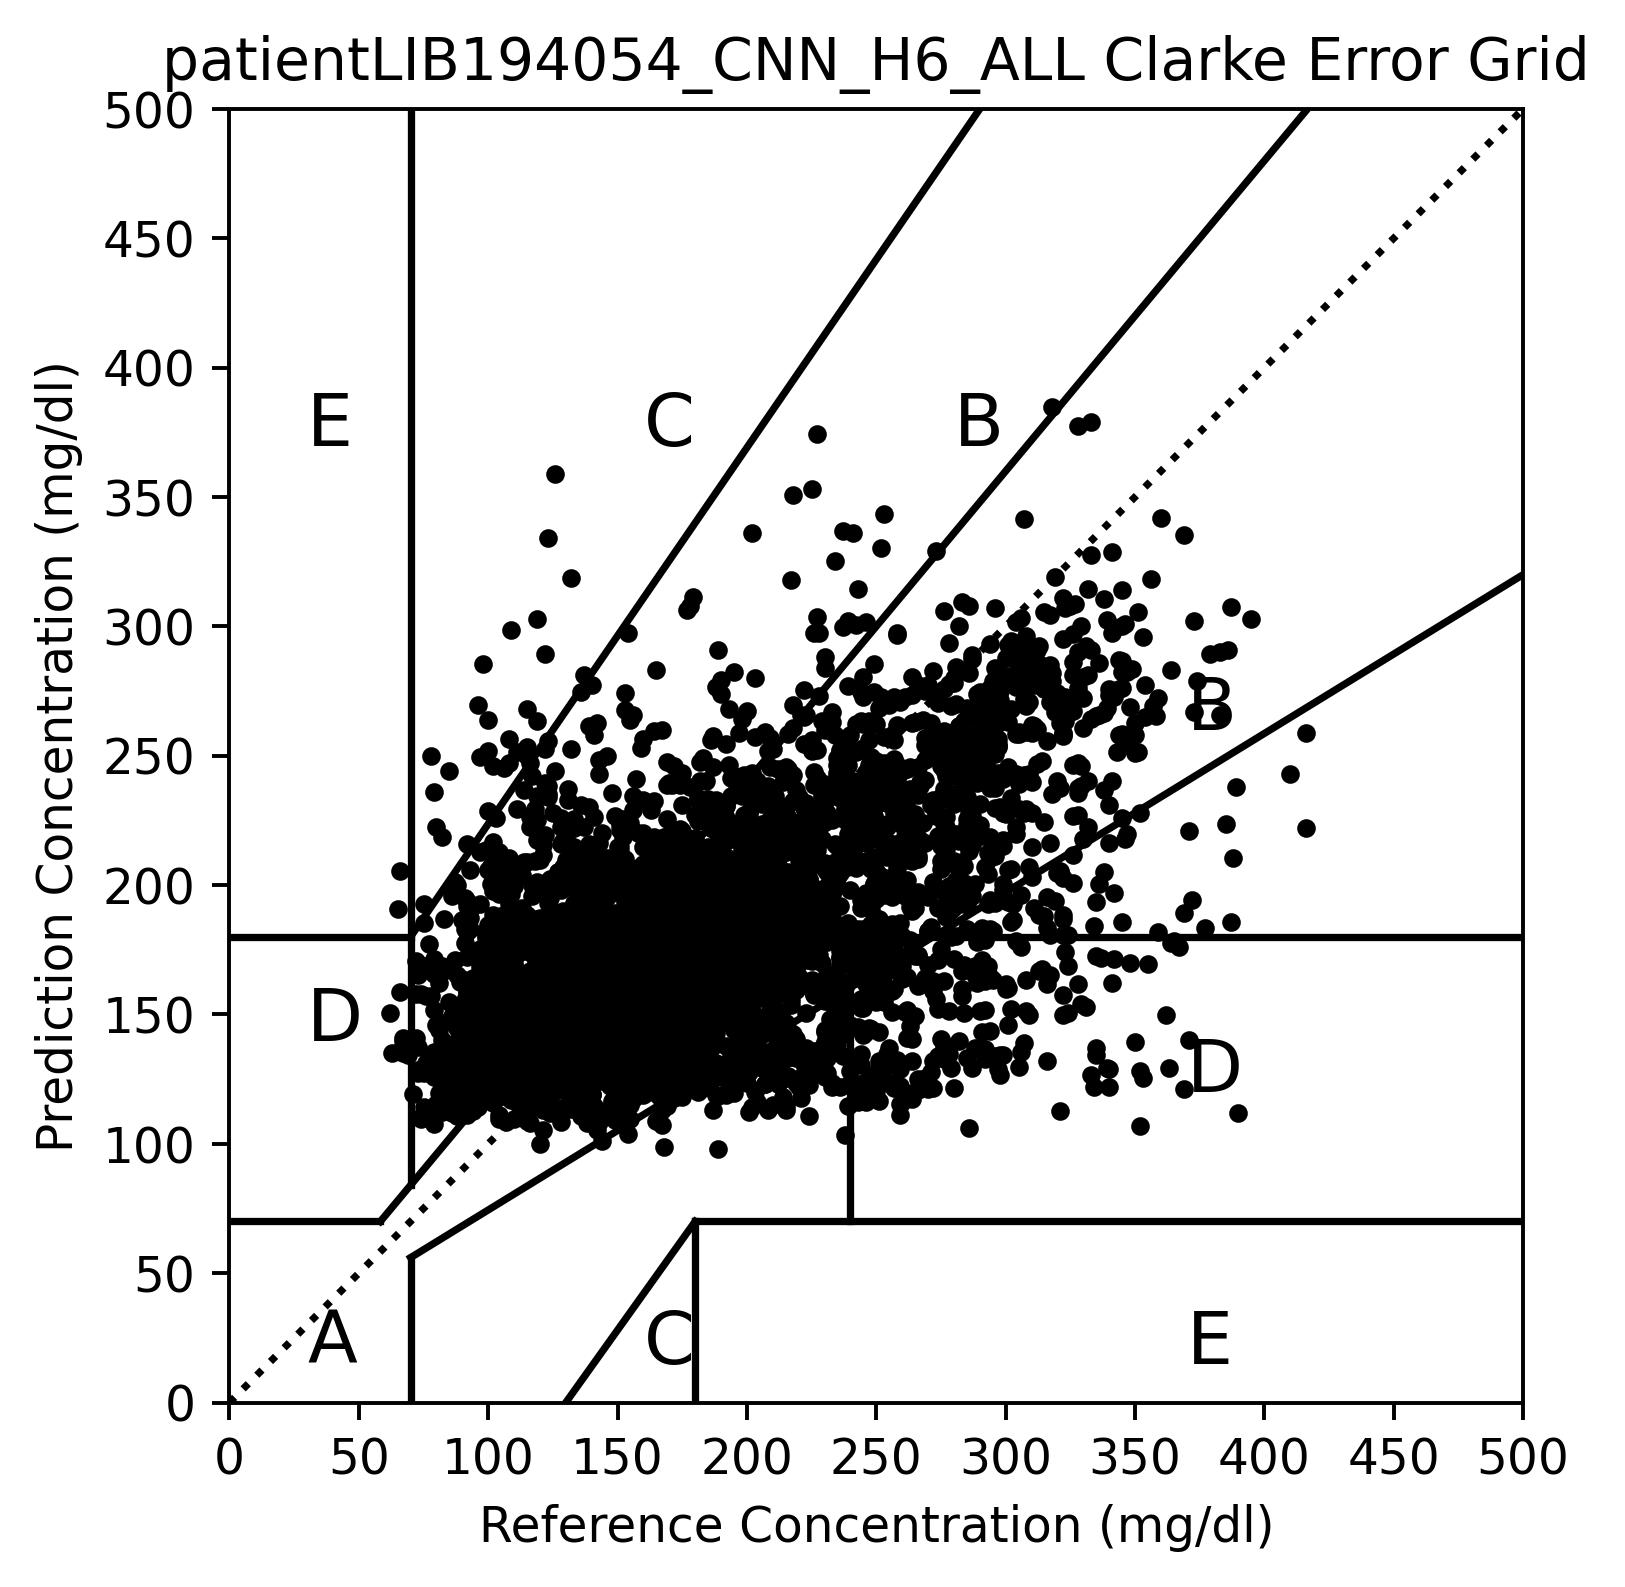 patientLIB194054_CNN_H6_ALL Clarke Error Grid
500
450
400
350
300
250
200
150
100
50
0
Prediction Concentration (mg/dl)
E
C
B
B
D
D
A
C
E
0 50 100 150 200 250 300 350 400 450 500
Reference Concentration (mg/dl)